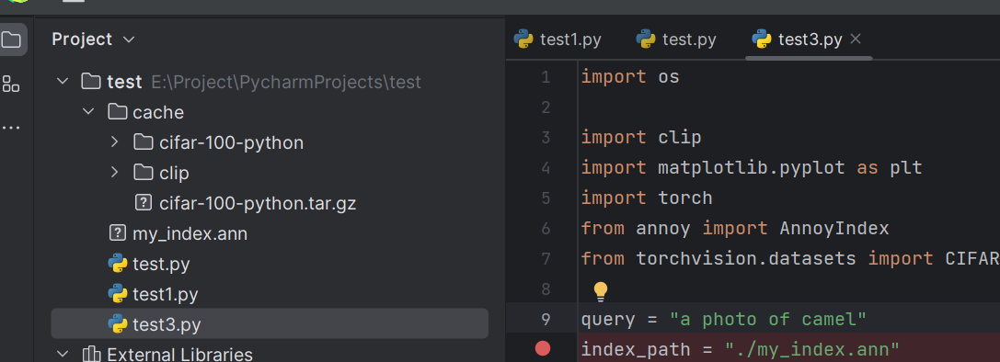 Project
test E:\Project\PycharmProjects\test
cache
cifar-100-python
clip
cifar-100-python.tar.gz
my_index.ann
test.py
test1.py
test3.py
External Libraries
test1.py test.py test3.py
1 import os
2
3 import clip
4 import matplotlib.pyplot as plt
5 import torch
6 from annoy import AnnoyIndex
7 from torchvision.datasets import CIFAR
8
9 query = "a photo of camel"
index_path = "./my_index.ann"